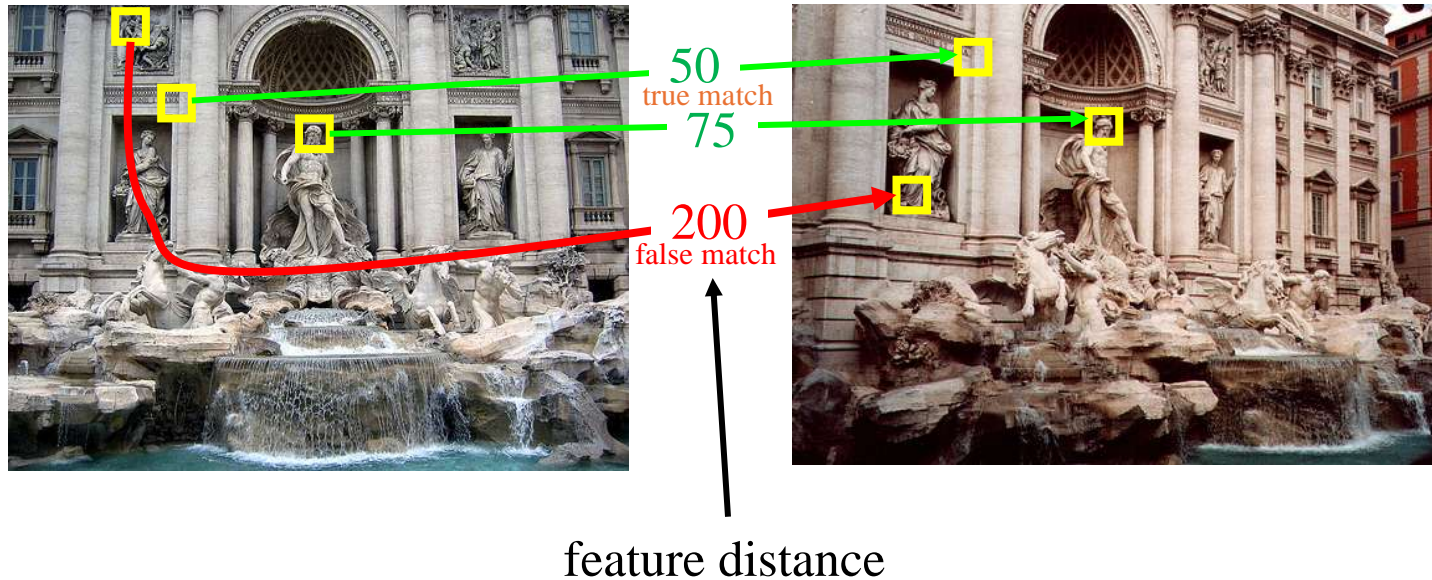 50
true match
75
200
false match
feature distance